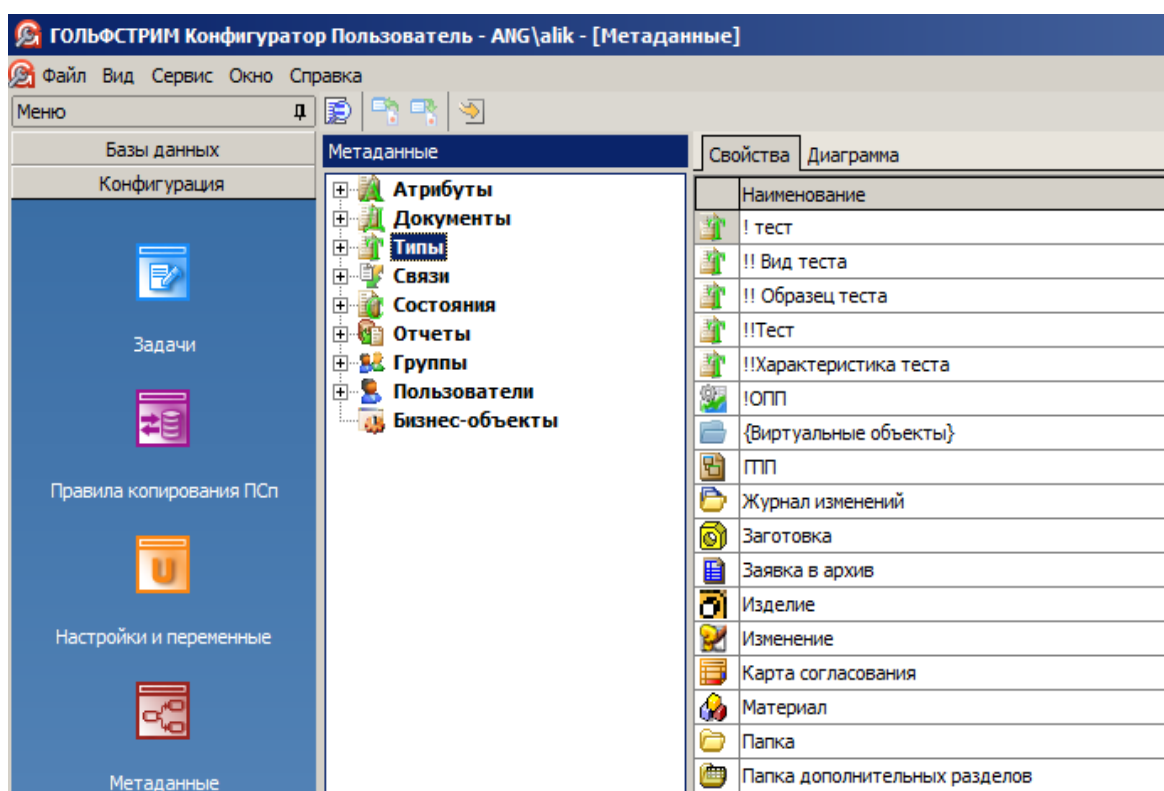 ГОЛЬФСТРИМ Конфигуратор Пользователь - ANG\alik - [Метаданные]
Файл Вид Сервис Окно Справка
Меню
Базы данных
Конфигурация
Задачи
Правила копирования ПСп
Настройки и переменные
Метаданные
Метаданные
Атрибуты
Документы
Типы
Связи
Состояния
Отчеты
Группы
Пользователи
Бизнес-объекты
Свойства Диаграмма
Наименование
! тест
!! Вид теста
!! Образец теста
!!Тест
!!Характеристика теста
!ОПП
{Виртуальные объекты}
ГПП
Журнал изменений
Заготовка
Заявка в архив
Изделие
Изменение
Карта согласования
Материал
Папка
Папка дополнительных разделов